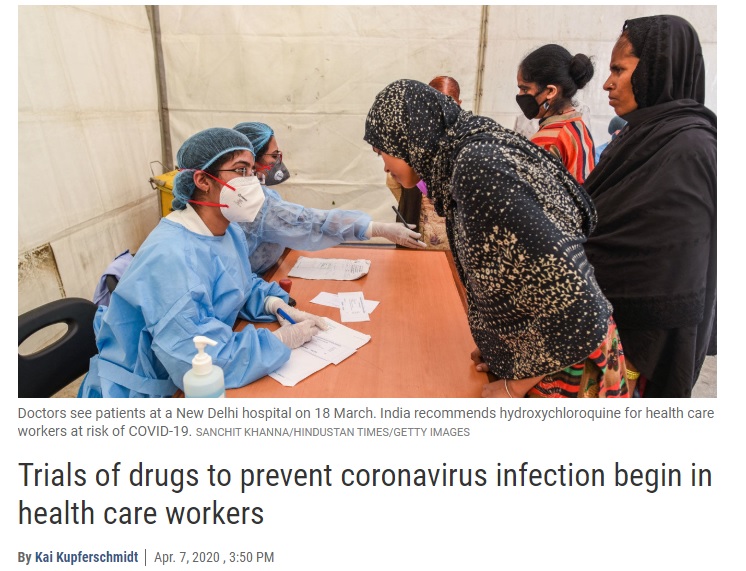 Doctors see patients at a New Delhi hospital on 18 March. India recommends hydroxychloroquine for health care
workers at risk of COVID-19. SANCHIT KHANNA/HINDUSTAN TIMES/GETTY IMAGES
Trials of drugs to prevent coronavirus infection begin in
health care workers
By Kai Kupferschmidt | Apr. 7, 2020 , 3:50 PM